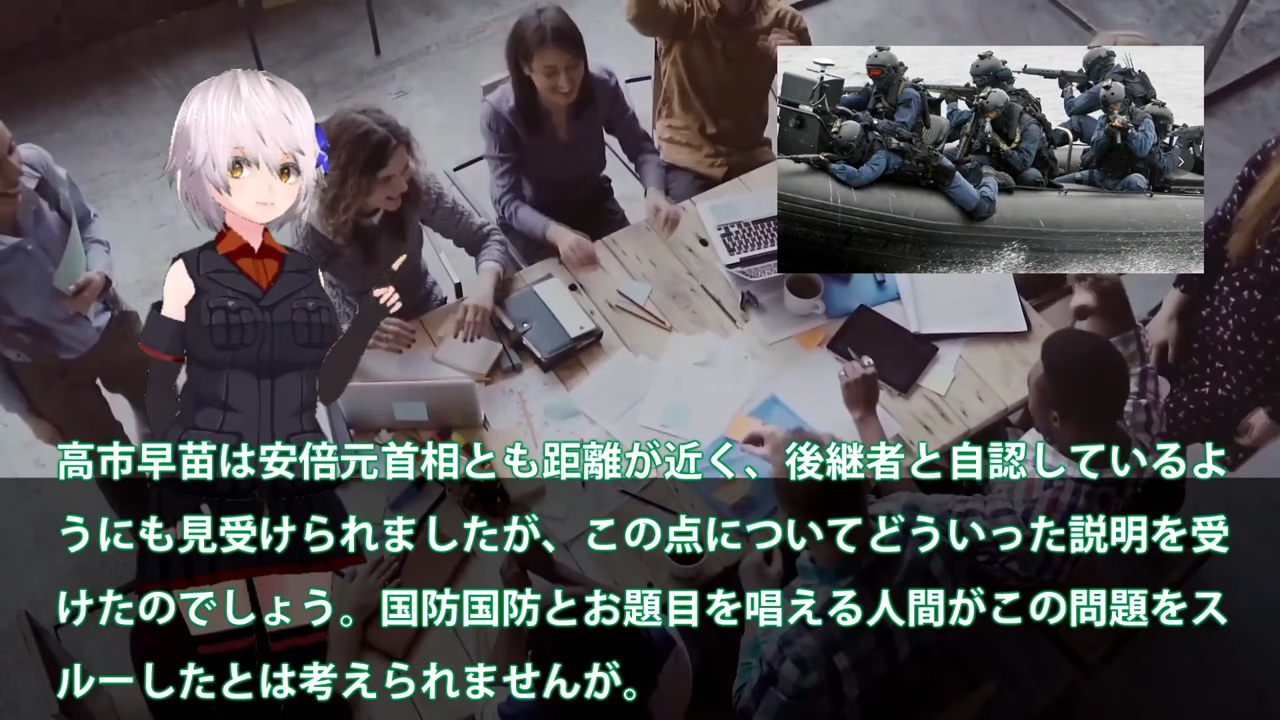 高市早苗は安倍元首相とも距離が近く、後継者と自認しているよ
うにも見受けられましたが、この点についてどういった説明を受
けたのでしょう。国防国防とお題目を唱える人間がこの問題をス
ルーしたとは考えられませんが。